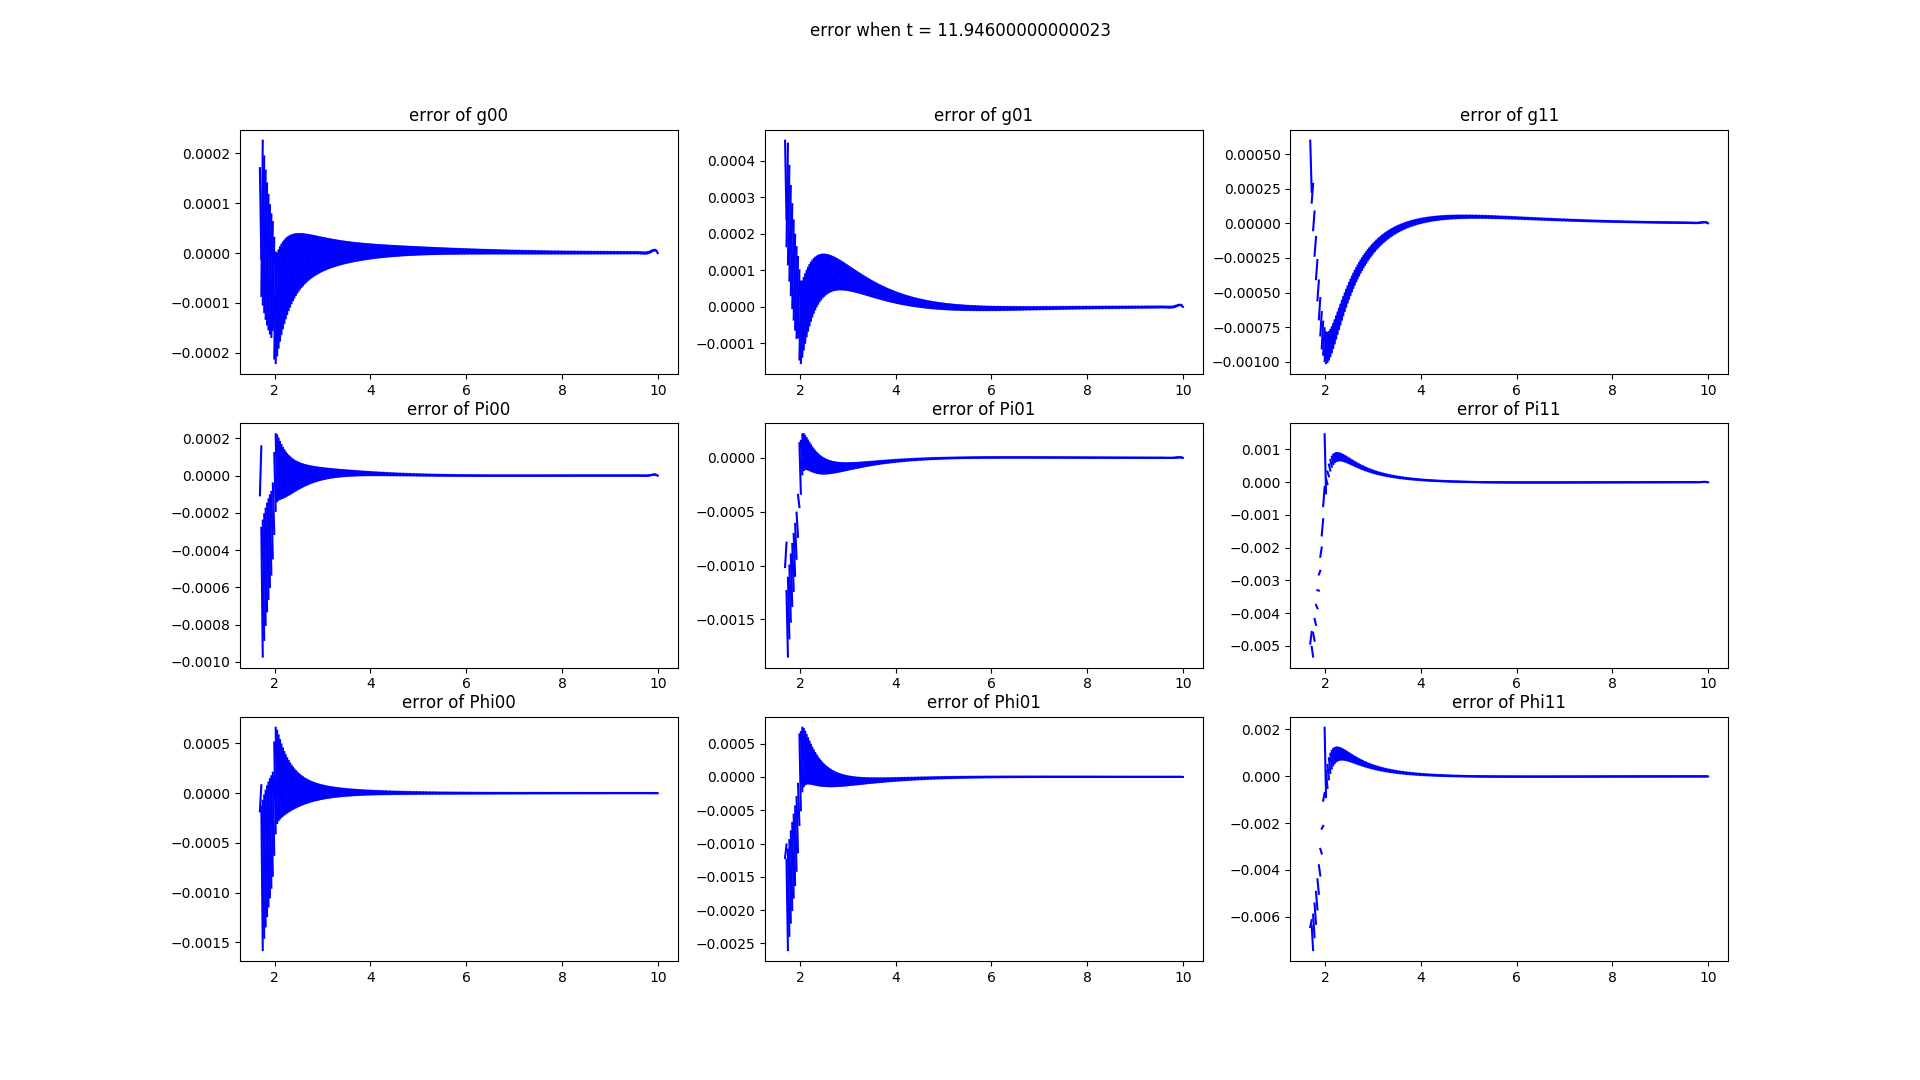 error when t = 11.94600000000023
error of g00
error of g01
error of g11
0.0002
0.0001
0.0000
−0.0001
−0.0002
2 4 6 8 10
0.0004
0.0003
0.0002
0.0001
0.0000
−0.0001
2 4 6 8 10
0.00050
0.00025
0.00000
−0.00025
−0.00050
−0.00075
−0.00100
2 4 6 8 10
error of Pi00
error of Pi01
error of Pi11
0.0002
0.0000
−0.0002
−0.0004
−0.0006
−0.0008
−0.0010
2 4 6 8 10
0.0000
−0.0005
−0.0010
−0.0015
2 4 6 8 10
0.001
0.000
−0.001
−0.002
−0.003
−0.004
−0.005
2 4 6 8 10
error of Phi00
error of Phi01
error of Phi11
0.0005
0.0000
−0.0005
−0.0010
−0.0015
2 4 6 8 10
0.0005
0.0000
−0.0005
−0.0010
−0.0015
−0.0020
−0.0025
2 4 6 8 10
0.002
0.000
−0.002
−0.004
−0.006
2 4 6 8 10